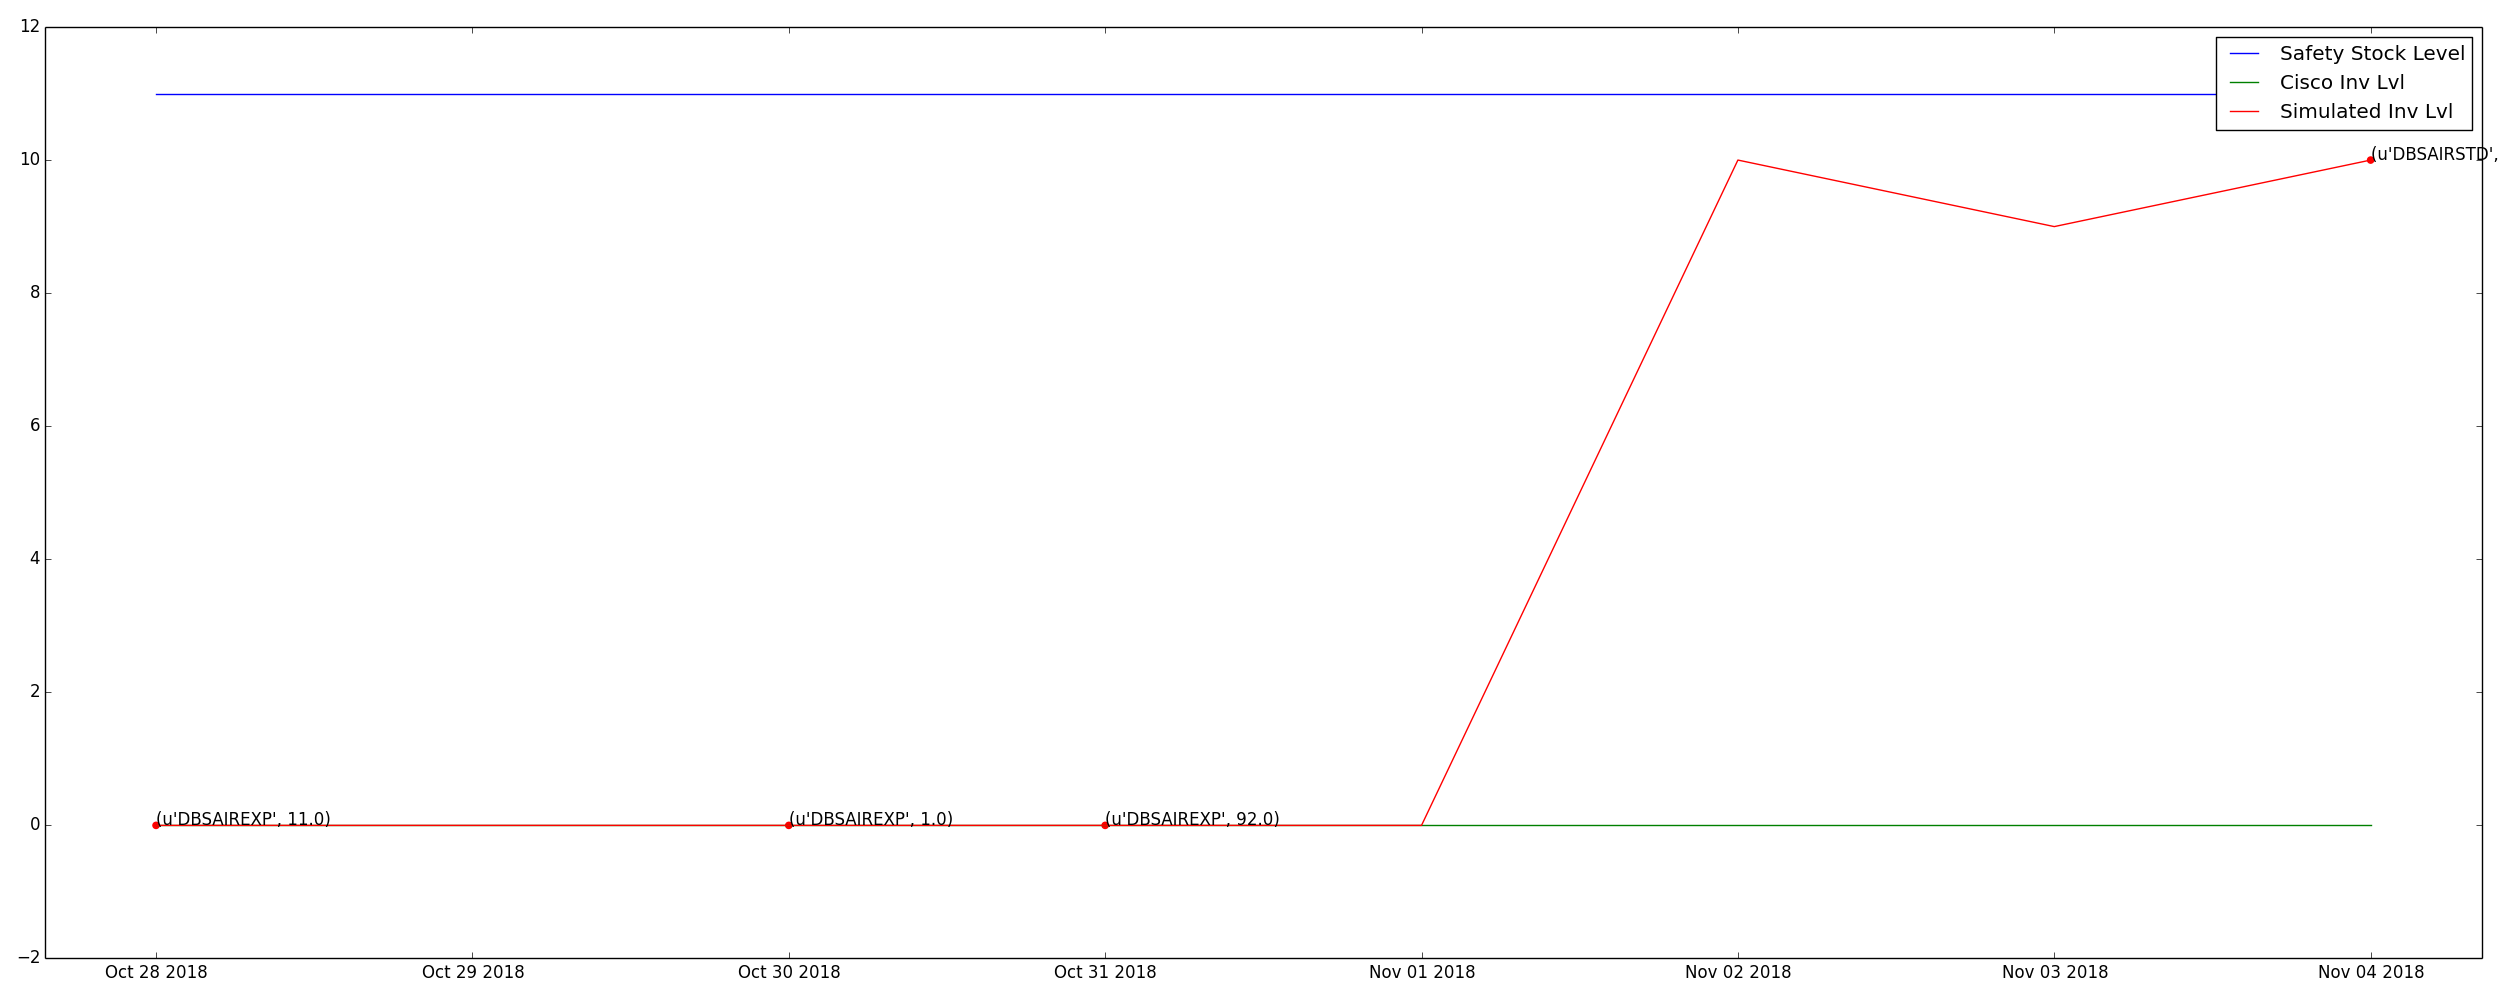 12
10
8
6
4
2
0
−2
Safety Stock Level
Cisco Inv Lvl
Simulated Inv Lvl
(u'DBSAIRSTD',
(u'DBSAIREXP', 11.0)
(u'DBSAIREXP', 1.0)
(u'DBSAIREXP', 92.0)
Oct 28 2018
Oct 29 2018
Oct 30 2018
Oct 31 2018
Nov 01 2018
Nov 02 2018
Nov 03 2018
Nov 04 2018